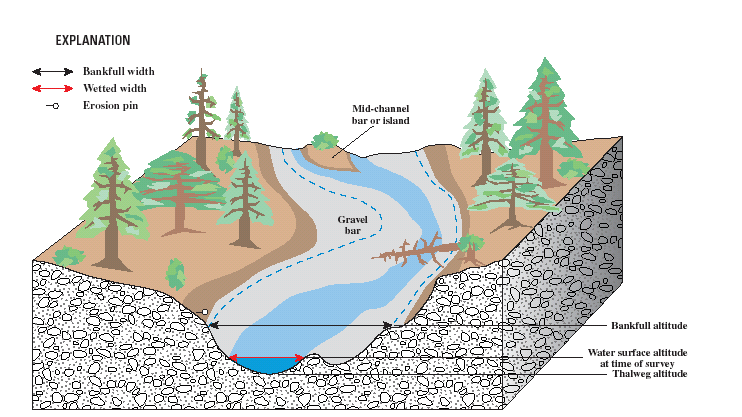 EXPLANATION
Bankfull width
Wetted width
Erosion pin
Mid-channel
bar or island
Gravel
bar
Bankfull altitude
Water surface altitude
at time of survey
Thalweg altitude